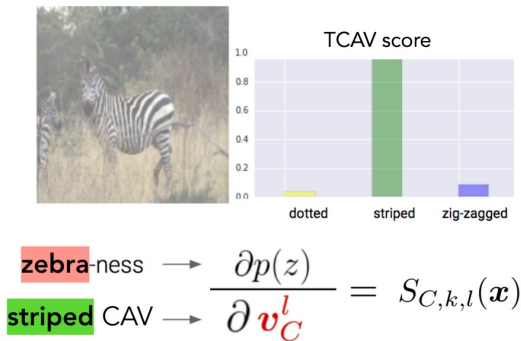 TCAV score
1.0
0.8
0.6
0.4
0.2
0.0
dotted striped zig-zagged
zebra-ness → ∂p(z)
striped CAV → ∂v_C^l
= S_{C,k,l}(x)